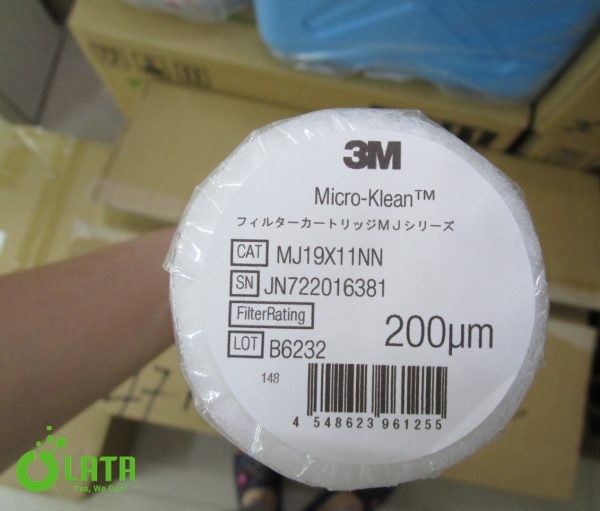 3M
Micro-Klean™
フィルターカートリッジMJシリーズ
CAT MJ19X11NN
SN JN722016381
FilterRating
200μm
LOT B6232
148
4 548623 961255
LATA
Yes, We Can!